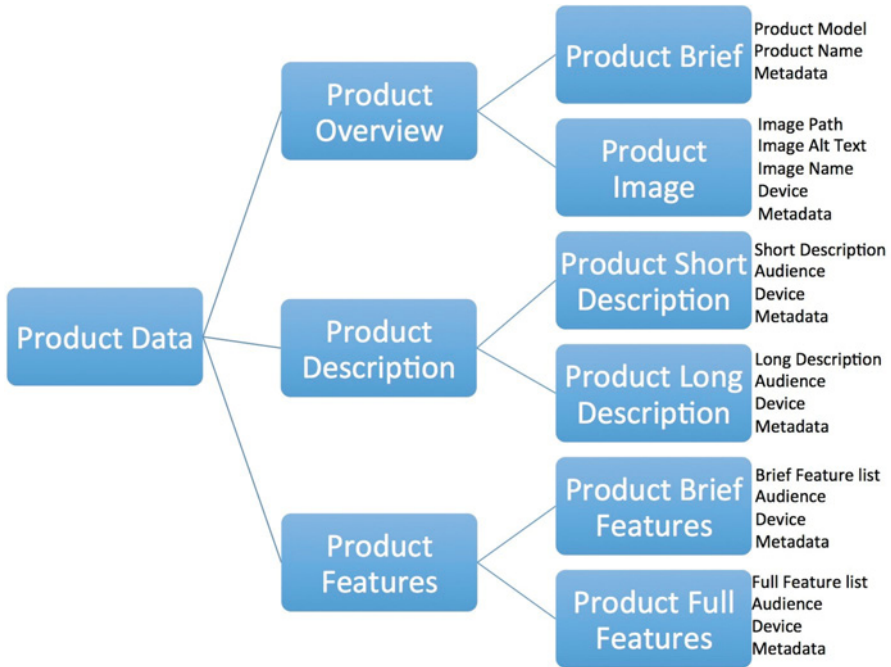 Product Data
Product
Overview
Product Brief
Product Model
Product Name
Metadata
Product
Image
Image Path
Image Alt Text
Image Name
Device
Metadata
Product
Description
Product Short
Description
Short Description
Audience
Device
Metadata
Product Long
Description
Long Description
Audience
Device
Metadata
Product
Features
Product Brief
Features
Brief Feature list
Audience
Device
Metadata
Product Full
Features
Full Feature list
Audience
Device
Metadata